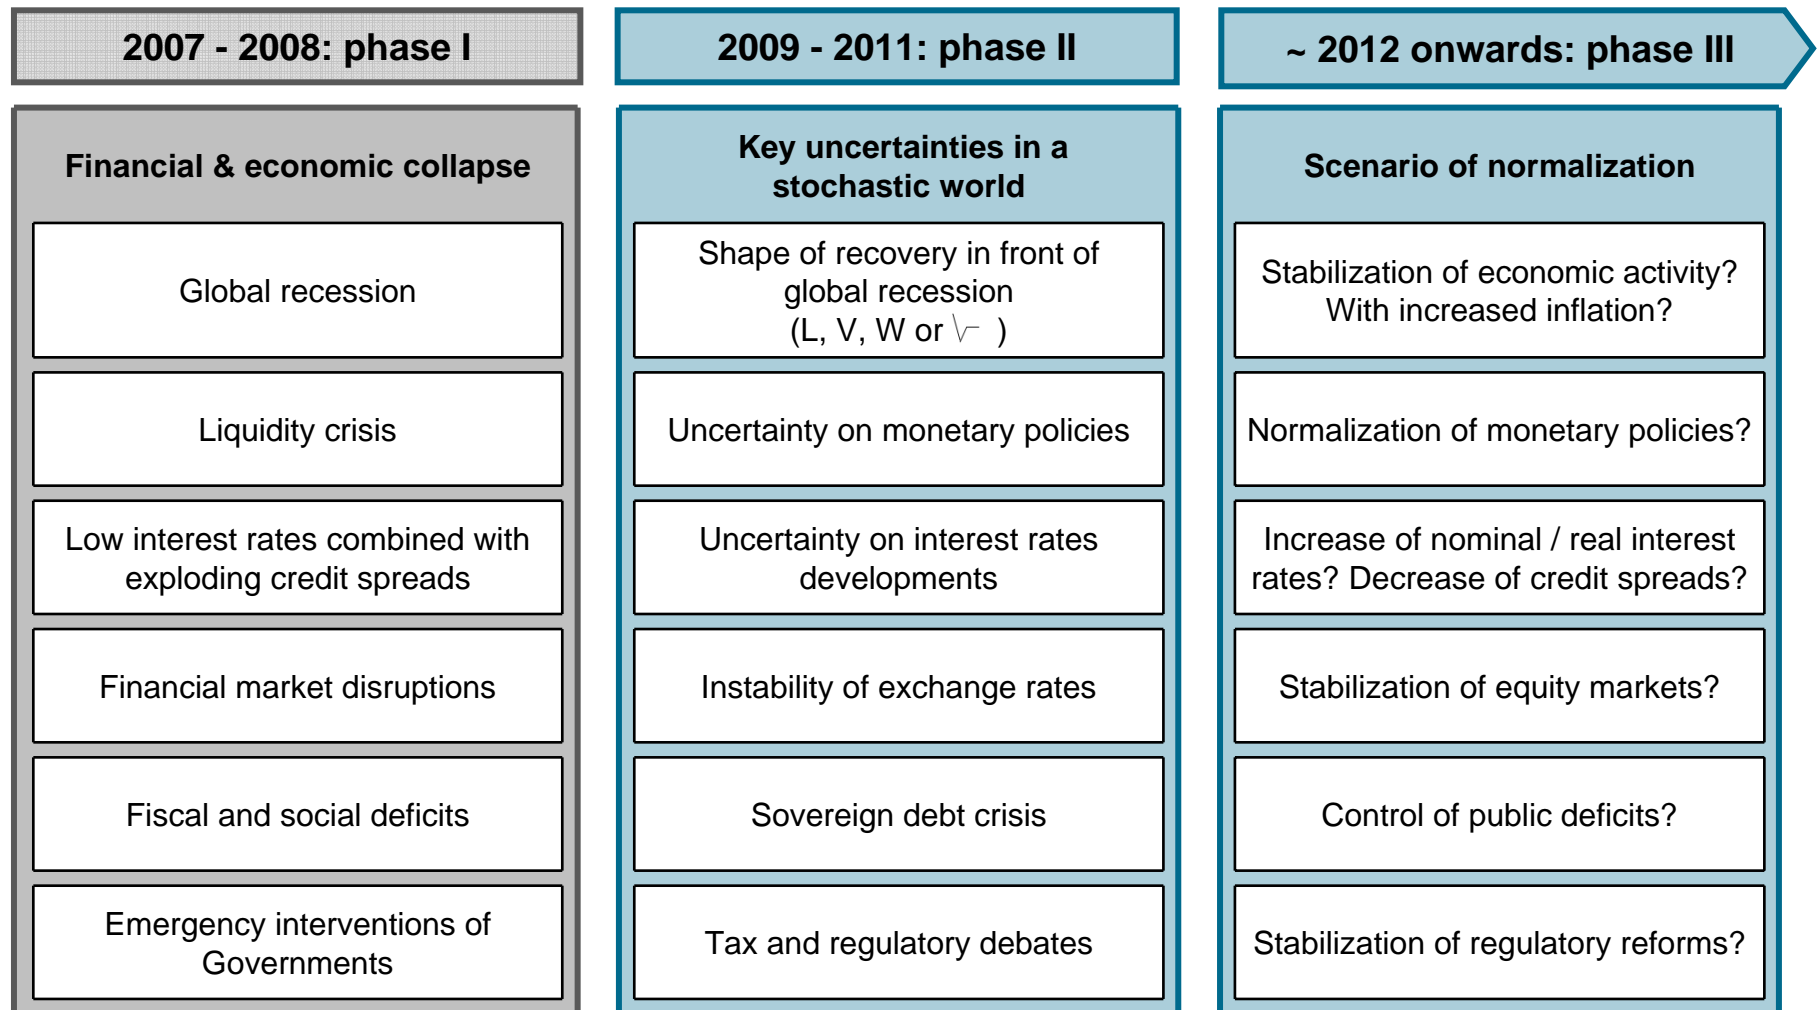 2007 - 2008: phase I
Financial & economic collapse
Global recession
Liquidity crisis
Low interest rates combined with
exploding credit spreads
Financial market disruptions
Fiscal and social deficits
Emergency interventions of
Governments
2009 - 2011: phase II
Key uncertainties in a
stochastic world
Shape of recovery in front of
global recession
(L, V, W or \⁄‾ )
Uncertainty on monetary policies
Uncertainty on interest rates
developments
Instability of exchange rates
Sovereign debt crisis
Tax and regulatory debates
~ 2012 onwards: phase III
Scenario of normalization
Stabilization of economic activity?
With increased inflation?
Normalization of monetary policies?
Increase of nominal / real interest
rates? Decrease of credit spreads?
Stabilization of equity markets?
Control of public deficits?
Stabilization of regulatory reforms?